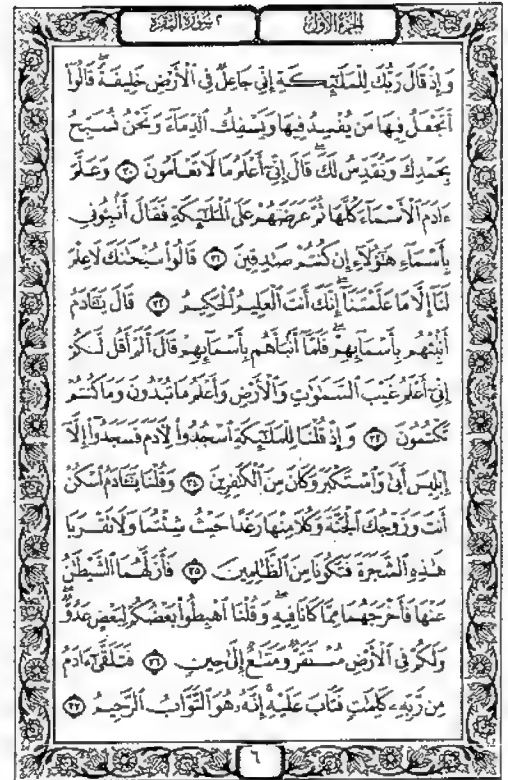 الجزء الأول ٢ سورة البقرة
وَإِذْ قَالَ رَبُّكَ لِلْمَلَٰٓئِكَةِ إِنِّى جَاعِلٌ فِى ٱلْأَرْضِ خَلِيفَةً ۖ قَالُوٓا۟
أَتَجْعَلُ فِيهَا مَن يُفْسِدُ فِيهَا وَيَسْفِكُ ٱلدِّمَآءَ وَنَحْنُ نُسَبِّحُ
بِحَمْدِكَ وَنُقَدِّسُ لَكَ ۖ قَالَ إِنِّىٓ أَعْلَمُ مَا لَا تَعْلَمُونَ ٣٠ وَعَلَّمَ
ءَادَمَ ٱلْأَسْمَآءَ كُلَّهَا ثُمَّ عَرَضَهُمْ عَلَى ٱلْمَلَٰٓئِكَةِ فَقَالَ أَنۢبِـُٔونِى
بِأَسْمَآءِ هَٰٓؤُلَآءِ إِن كُنتُمْ صَٰدِقِينَ ٣١ قَالُوا۟ سُبْحَٰنَكَ لَا عِلْمَ
لَنَآ إِلَّا مَا عَلَّمْتَنَآ ۖ إِنَّكَ أَنتَ ٱلْعَلِيمُ ٱلْحَكِيمُ ٣٢ قَالَ يَٰٓـَٔادَمُ
أَنۢبِئْهُم بِأَسْمَآئِهِمْ ۖ فَلَمَّآ أَنۢبَأَهُم بِأَسْمَآئِهِمْ قَالَ أَلَمْ أَقُل لَّكُمْ
إِنِّىٓ أَعْلَمُ غَيْبَ ٱلسَّمَٰوَٰتِ وَٱلْأَرْضِ وَأَعْلَمُ مَا تُبْدُونَ وَمَا كُنتُمْ
تَكْتُمُونَ ٣٣ وَإِذْ قُلْنَا لِلْمَلَٰٓئِكَةِ ٱسْجُدُوا۟ لِءَادَمَ فَسَجَدُوٓا۟ إِلَّآ
إِبْلِيسَ أَبَىٰ وَٱسْتَكْبَرَ وَكَانَ مِنَ ٱلْكَٰفِرِينَ ٣٤ وَقُلْنَا يَٰٓـَٔادَمُ ٱسْكُنْ
أَنتَ وَزَوْجُكَ ٱلْجَنَّةَ وَكُلَا مِنْهَا رَغَدًا حَيْثُ شِئْتُمَا وَلَا تَقْرَبَا
هَٰذِهِ ٱلشَّجَرَةَ فَتَكُونَا مِنَ ٱلظَّٰلِمِينَ ٣٥ فَأَزَلَّهُمَا ٱلشَّيْطَٰنُ
عَنْهَا فَأَخْرَجَهُمَا مِمَّا كَانَا فِيهِ ۖ وَقُلْنَا ٱهْبِطُوا۟ بَعْضُكُمْ لِبَعْضٍ عَدُوٌّ ۖ
وَلَكُمْ فِى ٱلْأَرْضِ مُسْتَقَرٌّ وَمَتَٰعٌ إِلَىٰ حِينٍ ٣٦ فَتَلَقَّىٰٓ ءَادَمُ
مِن رَّبِّهِۦ كَلِمَٰتٍ فَتَابَ عَلَيْهِ ۚ إِنَّهُۥ هُوَ ٱلتَّوَّابُ ٱلرَّحِيمُ ٣٧
٦